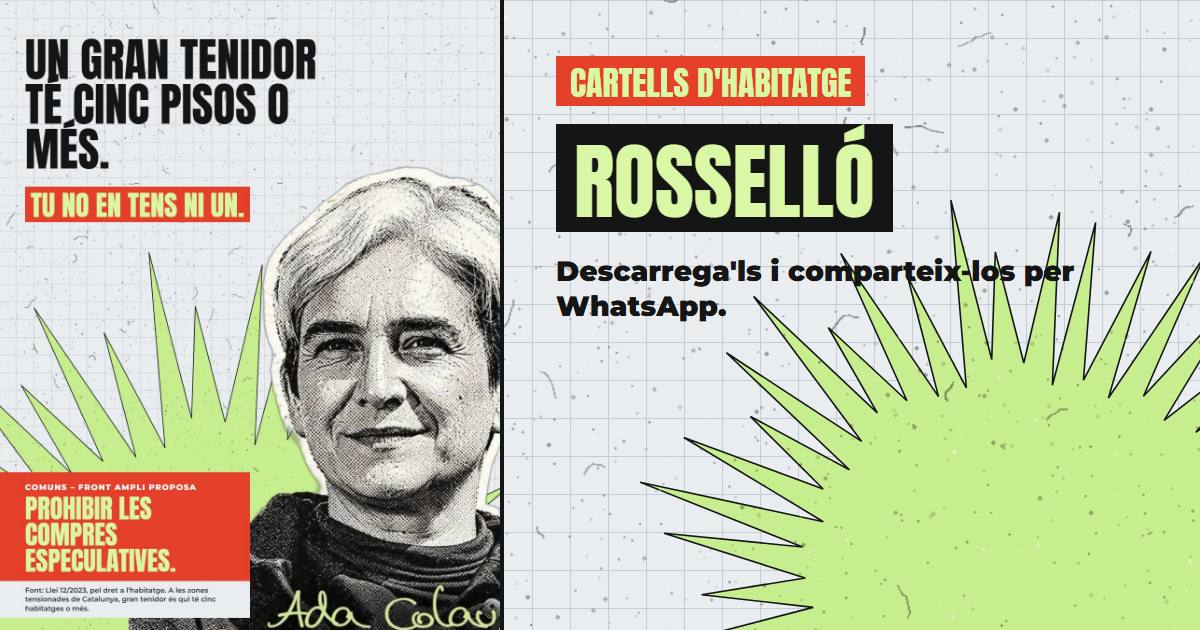 UN GRAN TENIDOR
TÉ CINC PISOS O
MÉS.
TU NO EN TENS NI UN.
COMUNS – FRONT AMPLI PROPOSA
PROHIBIR LES
COMPRES
ESPECULATIVES.
Font: Llei 12/2023, pel dret a l'habitatge. A les zones
tensionades de Catalunya, gran tenidor és qui té cinc
habitatges o més.
Ada Colau
CARTELLS D'HABITATGE
ROSSELLÓ
Descarrega'ls i comparteix-los per
WhatsApp.